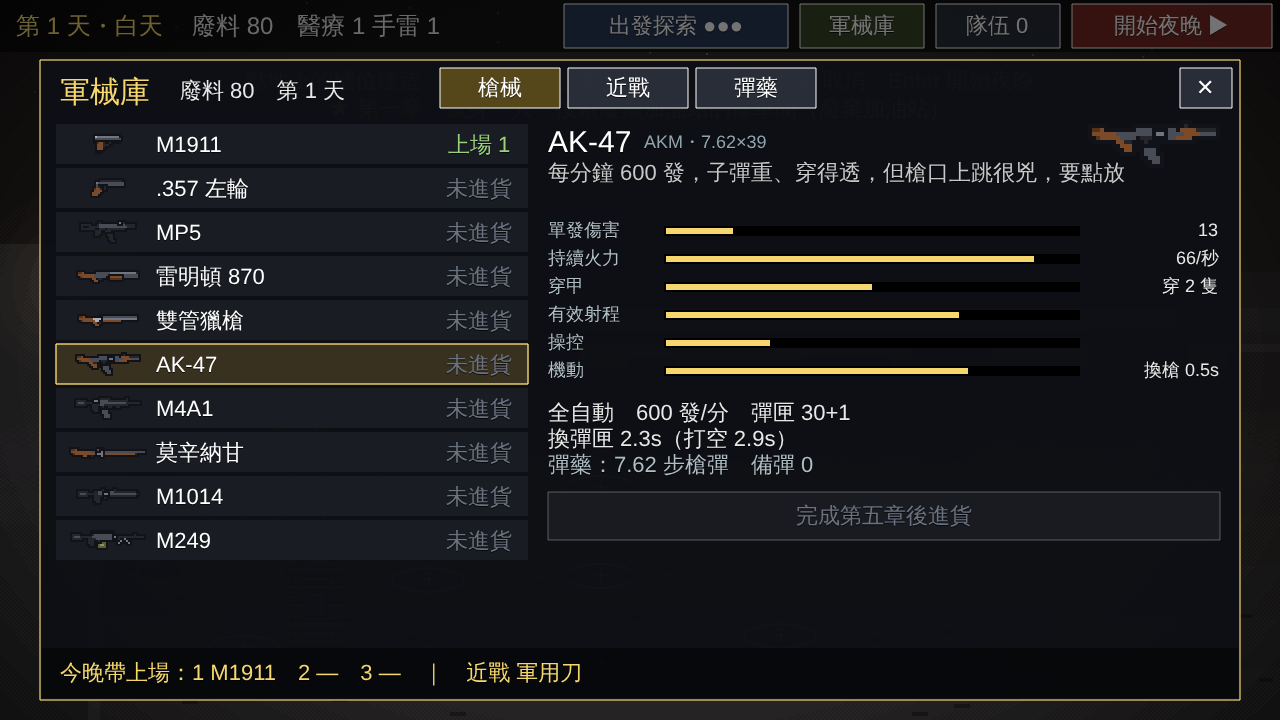 第 1 天・白天 廢料 80 醫療 1 手雷 1 出發探索 ●●● 軍械庫 隊伍 0 開始夜晚 ▶
軍械庫 廢料 80 第 1 天 槍械 近戰 彈藥 ✕
M1911 上場 1
.357 左輪 未進貨
MP5 未進貨
雷明頓 870 未進貨
雙管獵槍 未進貨
AK-47 未進貨
M4A1 未進貨
莫辛納甘 未進貨
M1014 未進貨
M249 未進貨
AK-47 AKM・7.62×39
每分鐘 600 發，子彈重、穿得透，但槍口上跳很兇，要點放
單發傷害 13
持續火力 66/秒
穿甲 穿 2 隻
有效射程
操控
機動 換槍 0.5s
全自動 600 發/分 彈匣 30+1
換彈匣 2.3s（打空 2.9s）
彈藥：7.62 步槍彈 備彈 0
完成第五章後進貨
今晚帶上場：1 M1911 2 — 3 — ｜ 近戰 軍用刀